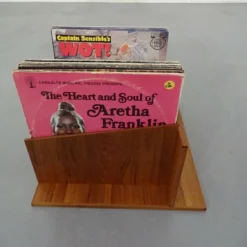 Captain Sensible's
WOT!
The Heart and Soul of
Aretha
Franklin